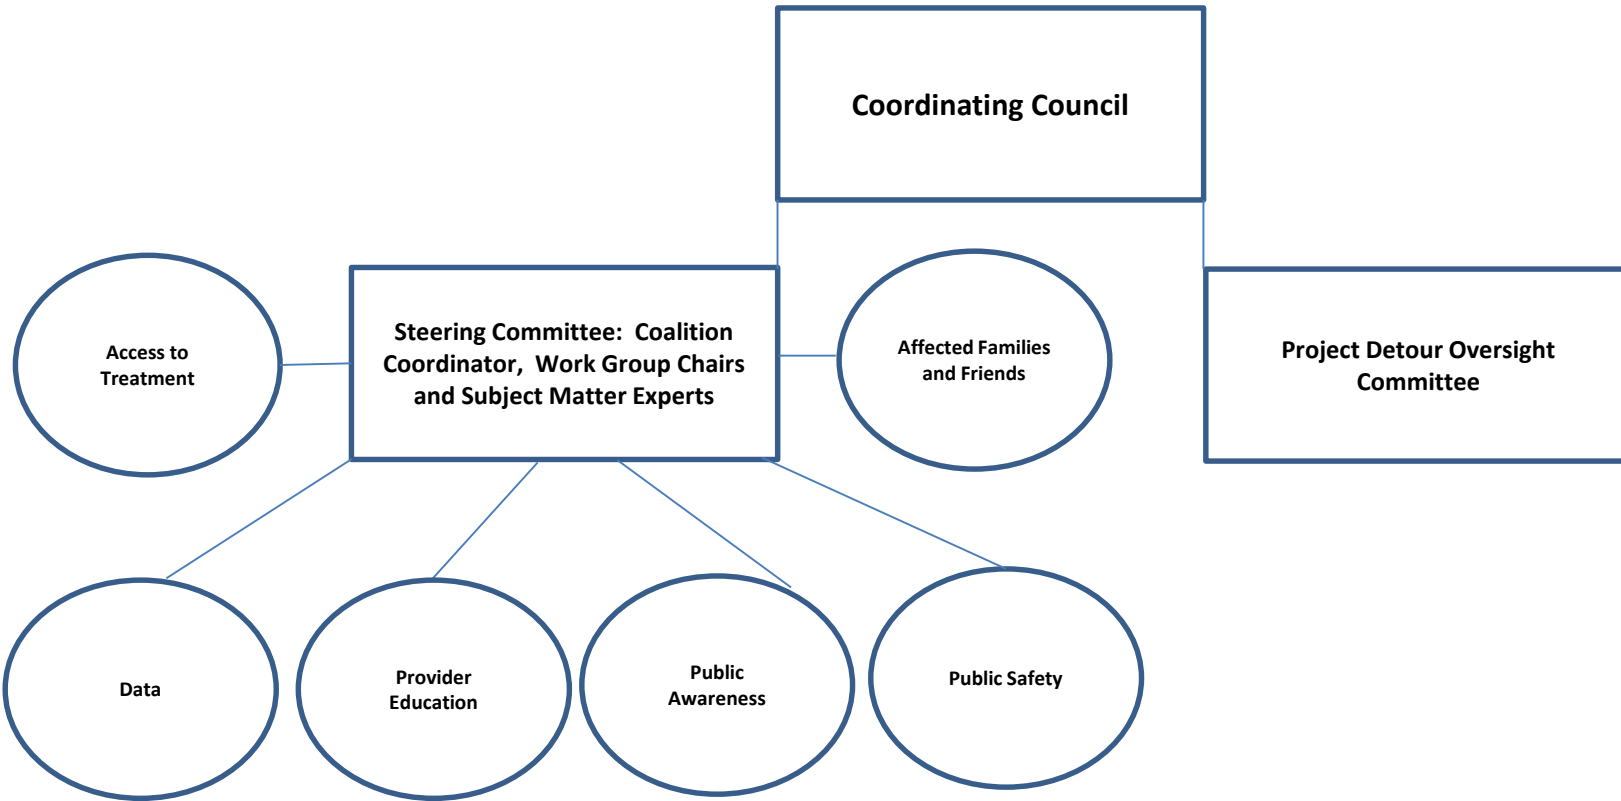 Coordinating Council
Access to
Treatment
Steering Committee:  Coalition
Coordinator,  Work Group Chairs
and Subject Matter Experts
Affected Families
and Friends
Project Detour Oversight
Committee
Data
Provider
Education
Public
Awareness
Public Safety